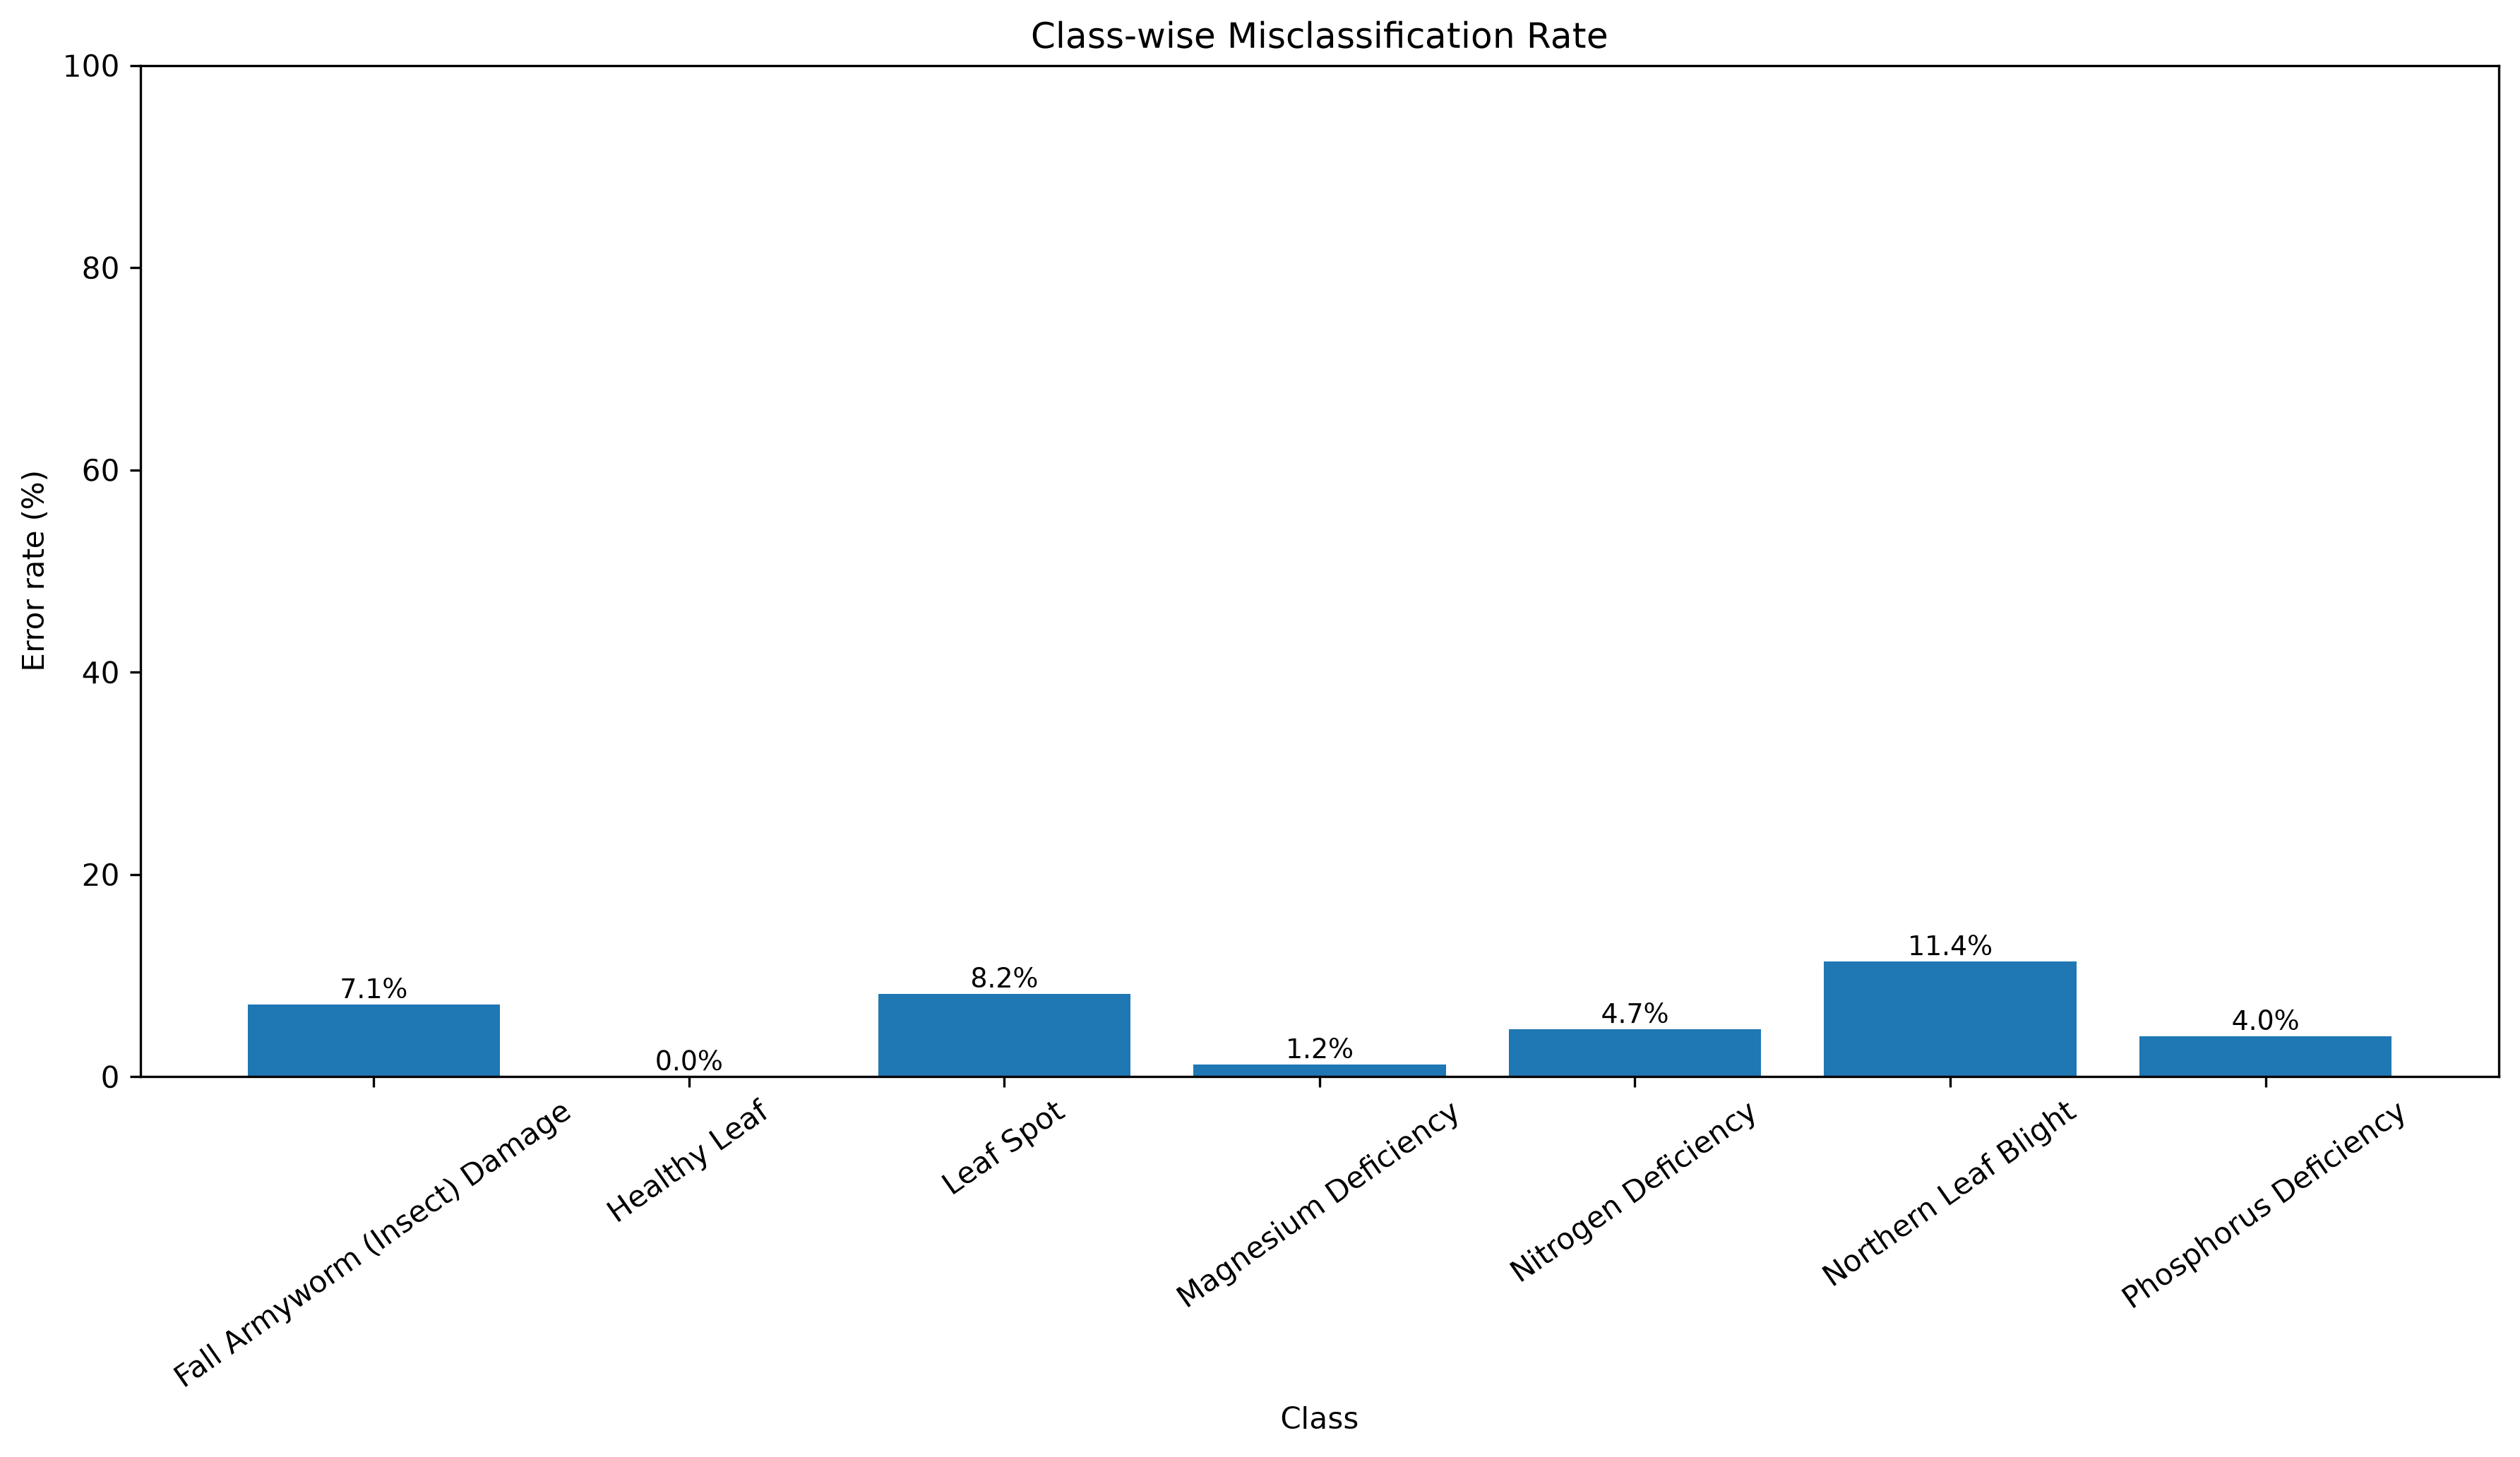 Class-wise Misclassification Rate
100
80
60
40
20
0
Error rate (%)
7.1%
0.0%
8.2%
1.2%
4.7%
11.4%
4.0%
Fall Armyworm (Insect) Damage
Healthy Leaf
Leaf Spot
Magnesium Deficiency
Nitrogen Deficiency
Northern Leaf Blight
Phosphorus Deficiency
Class